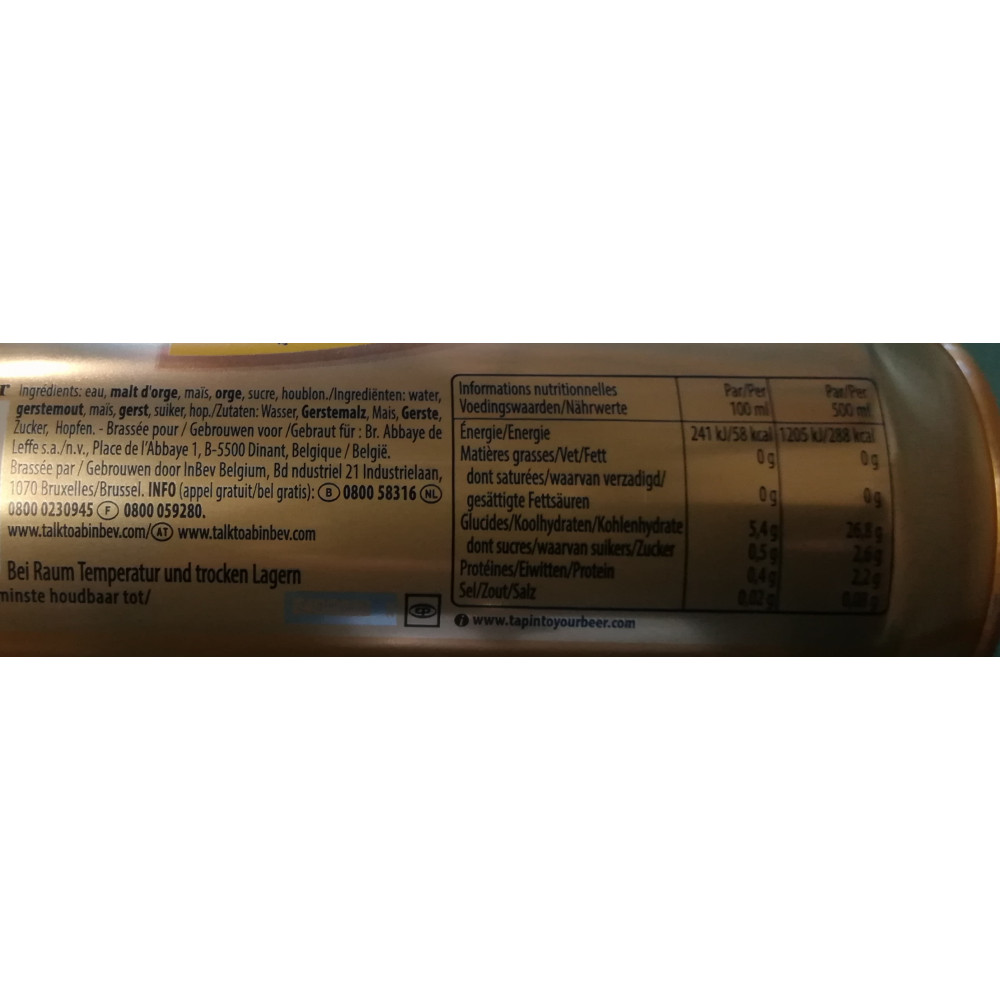 r Ingrédients: eau, malt d'orge, maïs, orge, sucre, houblon./Ingrediënten: water,
gerstemout, maïs, gerst, suiker, hop./Zutaten: Wasser, Gerstemalz, Mais, Gerste,
Zucker, Hopfen. - Brassée pour / Gebrouwen voor /Gebraut für : Br. Abbaye de
Leffe s.a./n.v., Place de l'Abbaye 1, B-5500 Dinant, Belgique / België.
Brassée par / Gebrouwen door InBev Belgium, Bd ndustriel 21 Industrielaan,
1070 Bruxelles/Brussel. INFO (appel gratuit/bel gratis): B 0800 58316 NL
0800 0230945 F 0800 059280.
www.talktoabinbev.com/AT www.talktoabinbev.com
Bei Raum Temperatur und trocken Lagern
minste houdbaar tot/
Informations nutritionnelles Par/Per Par/Per
Voedingswaarden/Nährwerte 100 ml 500 ml
Énergie/Energie 241 kJ/58 kcal 1205 kJ/288 kcal
Matières grasses/Vet/Fett 0 g 0 g
dont saturées/waarvan verzadigd/
gesättigte Fettsäuren 0 g 0 g
Glucides/Koolhydraten/Kohlenhydrate 5,4 g 26,8 g
dont sucres/waarvan suikers/Zucker 0,5 g 2,6 g
Protéines/Eiwitten/Protein 0,4 g 2,2 g
Sel/Zout/Salz 0,02 g
i www.tapintoyourbeer.com